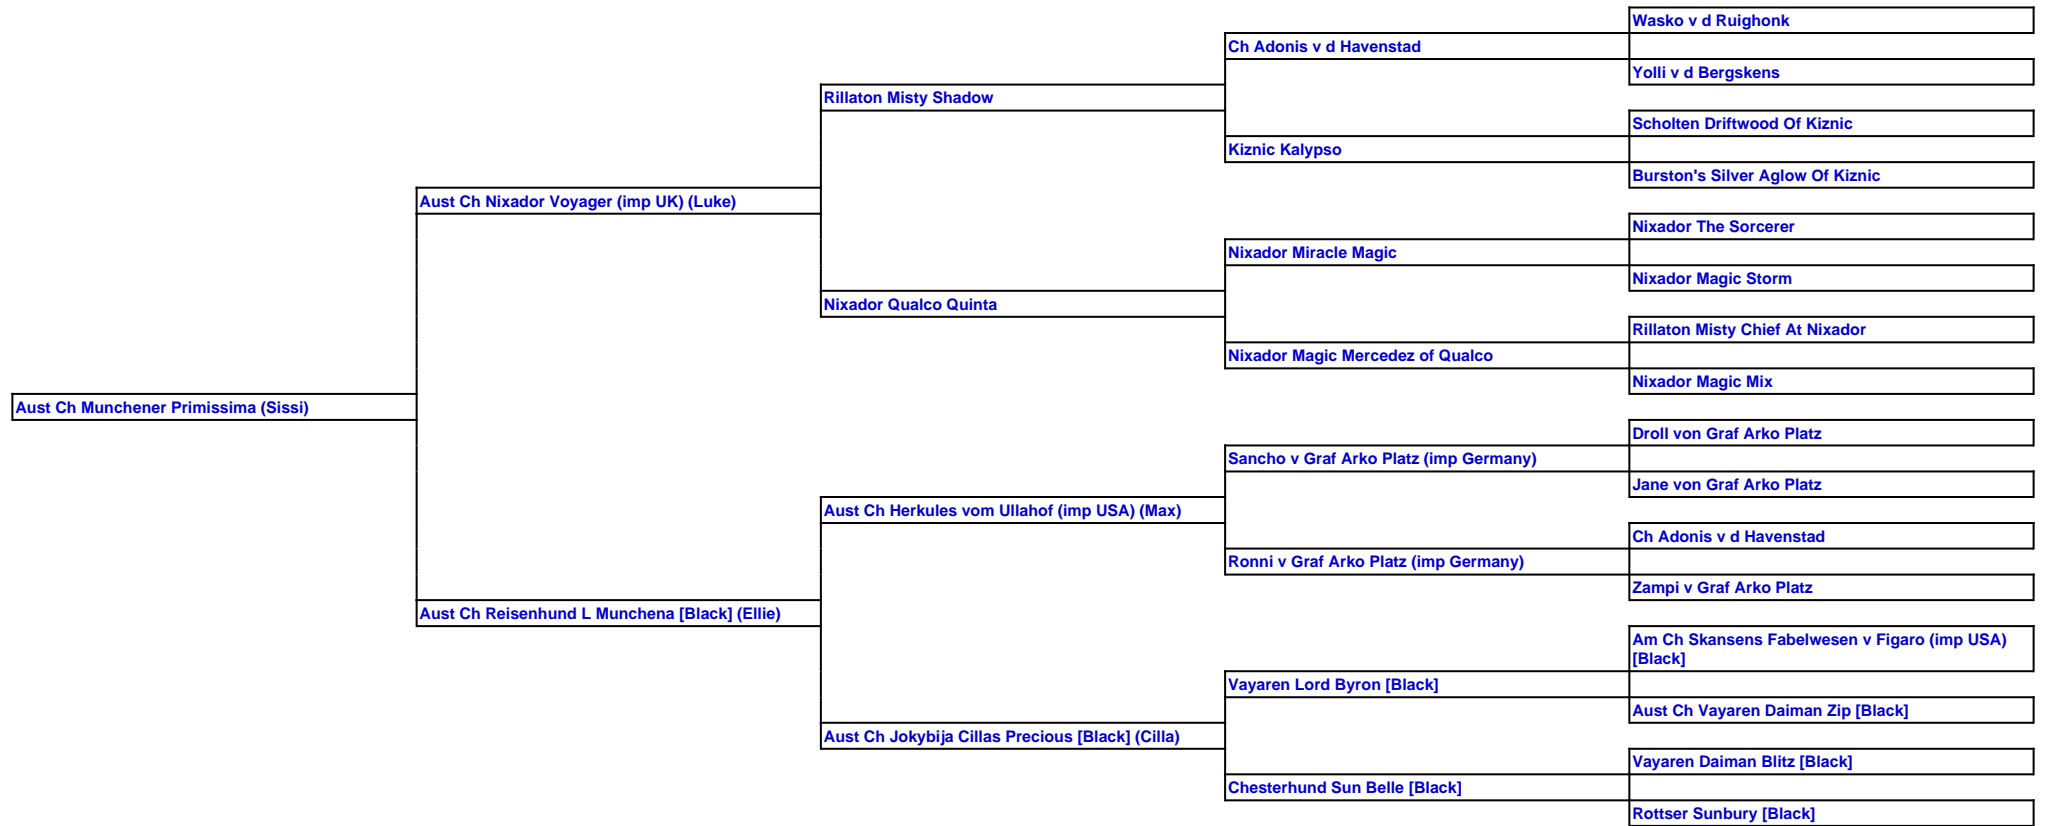 Wasko v d Ruighonk
Ch Adonis v d Havenstad
Yolli v d Bergskens
Rillaton Misty Shadow
Scholten Driftwood Of Kiznic
Kiznic Kalypso
Burston's Silver Aglow Of Kiznic
Aust Ch Nixador Voyager (imp UK) (Luke)
Nixador The Sorcerer
Nixador Miracle Magic
Nixador Magic Storm
Nixador Qualco Quinta
Rillaton Misty Chief At Nixador
Nixador Magic Mercedez of Qualco
Nixador Magic Mix
Aust Ch Munchener Primissima (Sissi)
Droll von Graf Arko Platz
Sancho v Graf Arko Platz (imp Germany)
Jane von Graf Arko Platz
Aust Ch Herkules vom Ullahof (imp USA) (Max)
Ch Adonis v d Havenstad
Ronni v Graf Arko Platz (imp Germany)
Zampi v Graf Arko Platz
Aust Ch Reisenhund L Munchena [Black] (Ellie)
Am Ch Skansens Fabelwesen v Figaro (imp USA)
[Black]
Vayaren Lord Byron [Black]
Aust Ch Vayaren Daiman Zip [Black]
Aust Ch Jokybija Cillas Precious [Black] (Cilla)
Vayaren Daiman Blitz [Black]
Chesterhund Sun Belle [Black]
Rottser Sunbury [Black]